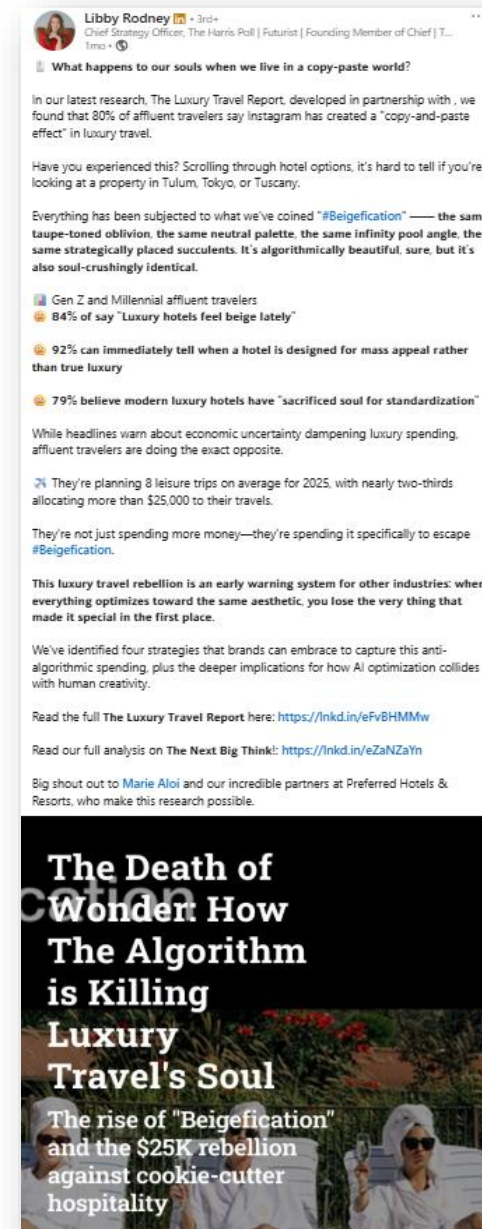 Libby Rodney • 3rd+
Chief Strategy Officer, The Harris Poll | Futurist | Founding Member of Chief | T...
1mo •
What happens to our souls when we live in a copy-paste world?
In our latest research, The Luxury Travel Report, developed in partnership with , we
found that 80% of affluent travelers say Instagram has created a "copy-and-paste
effect" in luxury travel.
Have you experienced this? Scrolling through hotel options, it's hard to tell if you're
looking at a property in Tulum, Tokyo, or Tuscany.
Everything has been subjected to what we've coined "#Beigefication" —— the sam
taupe-toned oblivion, the same neutral palette, the same infinity pool angle, the
same strategically placed succulents. It's algorithmically beautiful, sure, but it's
also soul-crushingly identical.
Gen Z and Millennial affluent travelers
84% of say "Luxury hotels feel beige lately"
92% can immediately tell when a hotel is designed for mass appeal rather
than true luxury
79% believe modern luxury hotels have "sacrificed soul for standardization"
While headlines warn about economic uncertainty dampening luxury spending,
affluent travelers are doing the exact opposite.
They're planning 8 leisure trips on average for 2025, with nearly two-thirds
allocating more than $25,000 to their travels.
They're not just spending more money—they're spending it specifically to escape
#Beigefication.
This luxury travel rebellion is an early warning system for other industries: when
everything optimizes toward the same aesthetic, you lose the very thing that
made it special in the first place.
We've identified four strategies that brands can embrace to capture this anti-
algorithmic spending, plus the deeper implications for how AI optimization collides
with human creativity.
Read the full The Luxury Travel Report here: https://lnkd.in/eFvBHMMw
Read our full analysis on The Next Big Think!: https://lnkd.in/eZaNZaYn
Big shout out to Marie Aloi and our incredible partners at Preferred Hotels &
Resorts, who make this research possible.
cation
The Death of
Wonder: How
The Algorithm
is Killing
Luxury
Travel's Soul
The rise of "Beigefication"
and the $25K rebellion
against cookie-cutter
hospitality